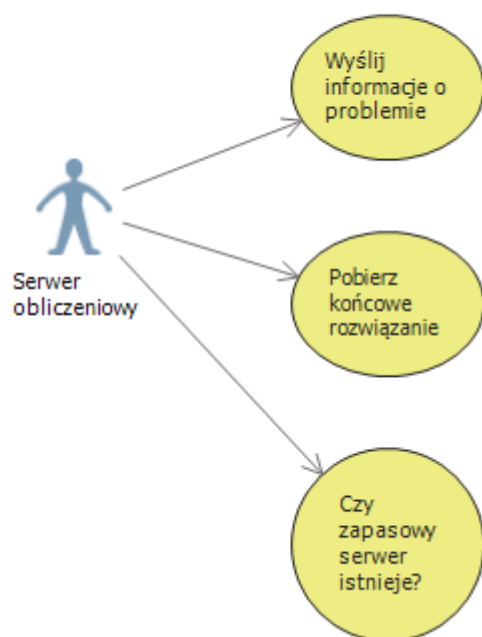 Wyślij
informacje o
problemie
Serwer
obliczeniowy
Pobierz
końcowe
rozwiązanie
Czy
zapasowy
serwer
istnieje?